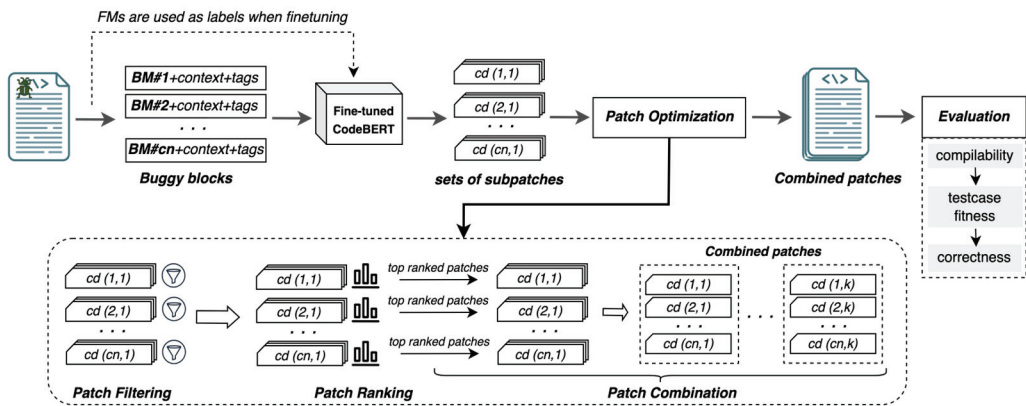 FMs are used as labels when finetuning
<\>
BM#1+context+tags
BM#2+context+tags
. . .
BM#cn+context+tags
Buggy blocks
Fine-tuned
CodeBERT
cd (1,1)
cd (2,1)
. . .
cd (cn,1)
sets of subpatches
Patch Optimization
<\>
Combined patches
Evaluation
compilability
testcase
fitness
correctness
cd (1,1)
cd (2,1)
. . .
cd (cn,1)
Patch Filtering
cd (1,1)
cd (2,1)
. . .
cd (cn,1)
Patch Ranking
top ranked patches
top ranked patches
top ranked patches
cd (1,1)
cd (2,1)
. . .
cd (cn,1)
Combined patches
cd (1,1)
cd (2,1)
. . .
cd (cn,1)
. . .
cd (1,k)
cd (2,k)
. . .
cd (cn,k)
Patch Combination